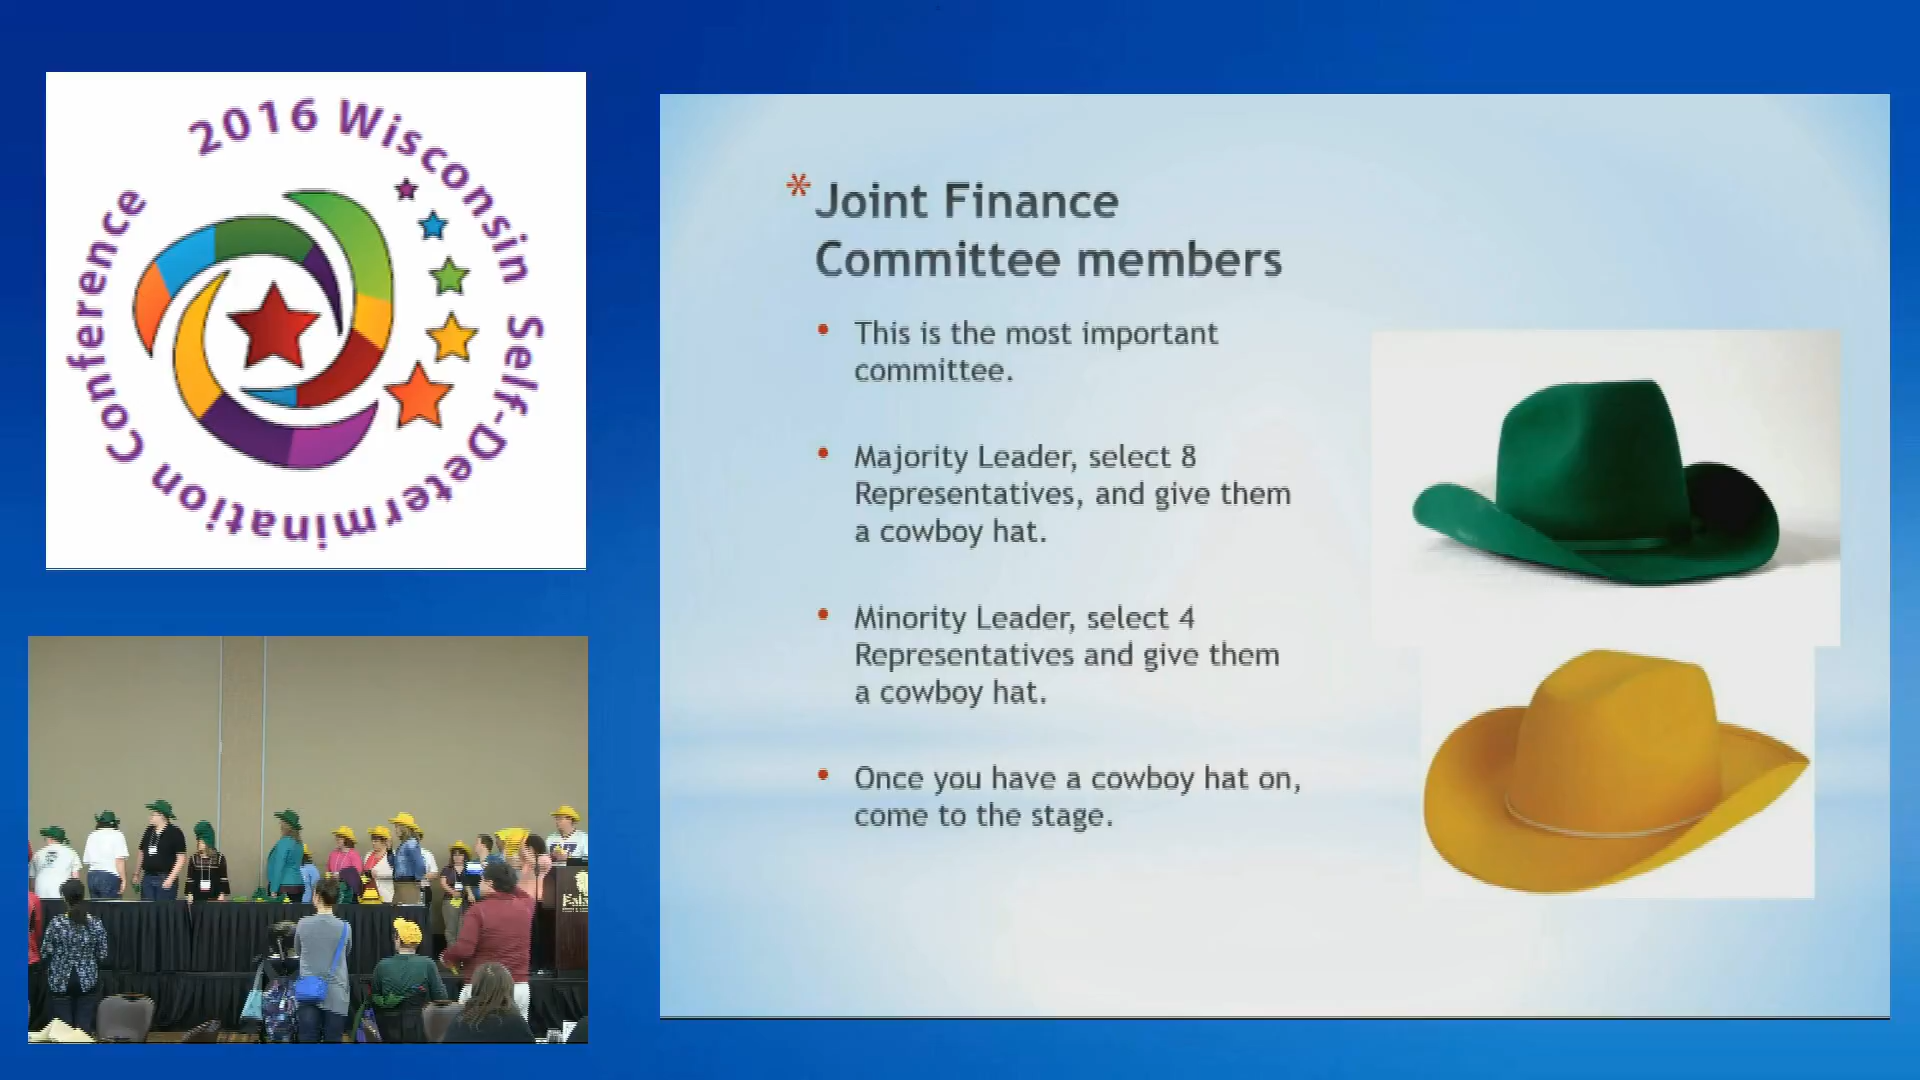 2016 Wisconsin Self-Determination Conference
* Joint Finance
Committee members
• This is the most important
committee.
• Majority Leader, select 8
Representatives, and give them
a cowboy hat.
• Minority Leader, select 4
Representatives and give them
a cowboy hat.
• Once you have a cowboy hat on,
come to the stage.